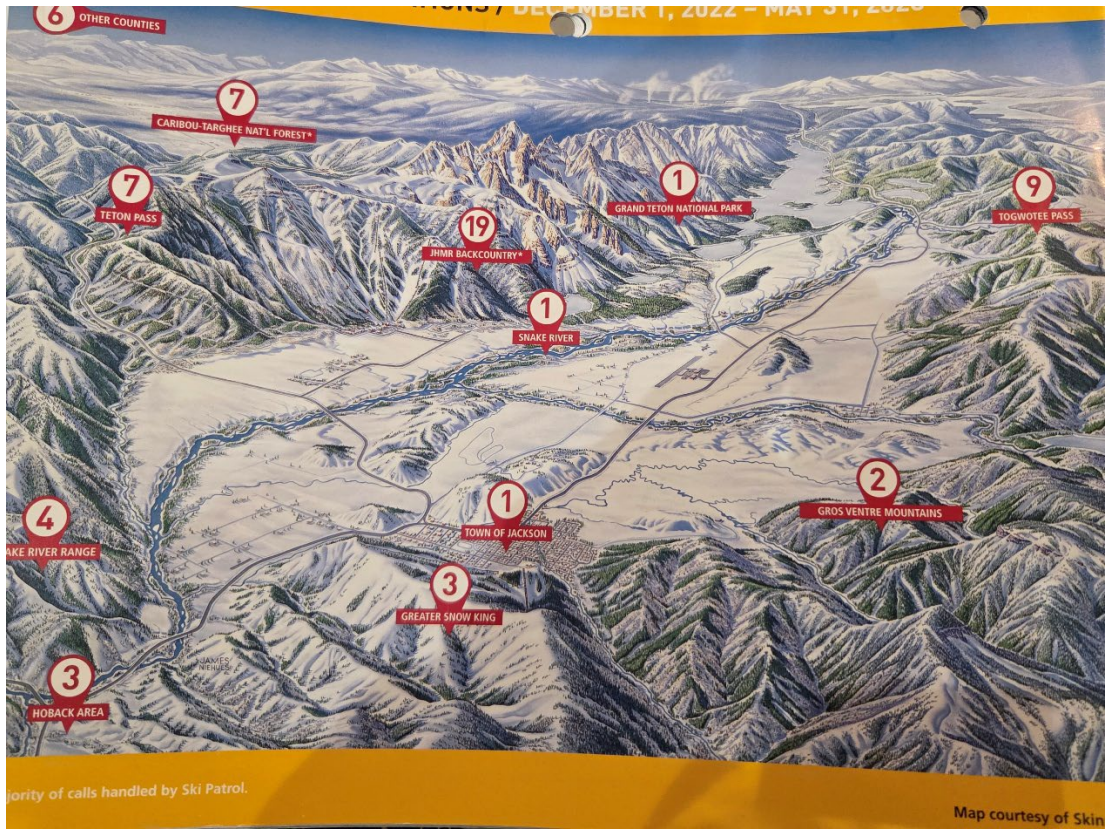 DECEMBER 1, 2022 – MAY 31, 2023
6
OTHER COUNTIES
7
CARIBOU-TARGHEE NAT'L FOREST*
7
TETON PASS
1
GRAND TETON NATIONAL PARK
9
TOGWOTEE PASS
19
JHMR BACKCOUNTRY*
1
SNAKE RIVER
2
GROS VENTRE MOUNTAINS
1
TOWN OF JACKSON
4
AKE RIVER RANGE
3
GREATER SNOW KING
JAMES
NIEHUES
3
HOBACK AREA
jority of calls handled by Ski Patrol.
Map courtesy of Skin